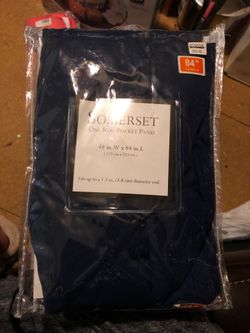 84"
SOMERSET
ONE ROD POCKET PANEL
48 in.W x 84 in.L
Fits up to a 1.5 in. (3.8 cm) diameter rod.